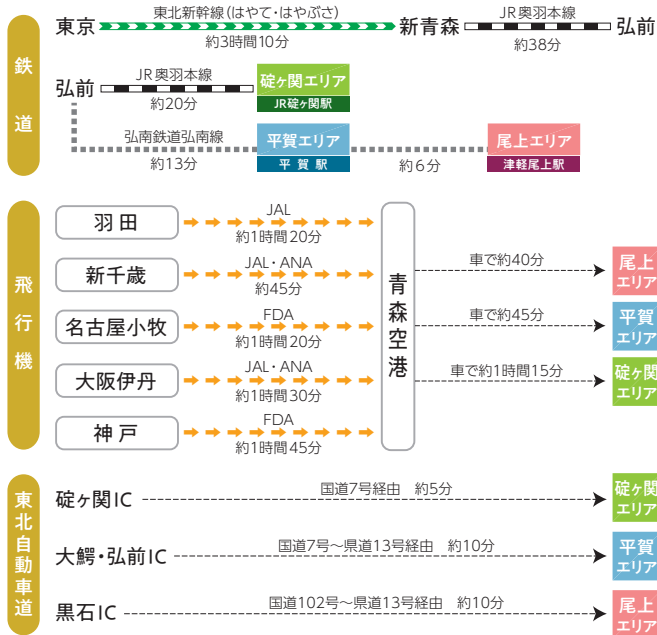 鉄道
東京 東北新幹線(はやて・はやぶさ) 約3時間10分 新青森 JR奥羽本線 約38分 弘前
弘前 JR奥羽本線 約20分 碇ヶ関エリア JR碇ヶ関駅
弘南鉄道弘南線 約13分 平賀エリア 平賀駅 約6分 尾上エリア 津軽尾上駅
飛行機
羽田 JAL 約1時間20分
新千歳 JAL・ANA 約45分
名古屋小牧 FDA 約1時間20分
大阪伊丹 JAL・ANA 約1時間30分
神戸 FDA 約1時間45分
青森空港
車で約40分 尾上エリア
車で約45分 平賀エリア
車で約1時間15分 碇ヶ関エリア
東北自動車道
碇ヶ関IC 国道7号経由 約5分 碇ヶ関エリア
大鰐・弘前IC 国道7号〜県道13号経由 約10分 平賀エリア
黒石IC 国道102号〜県道13号経由 約10分 尾上エリア